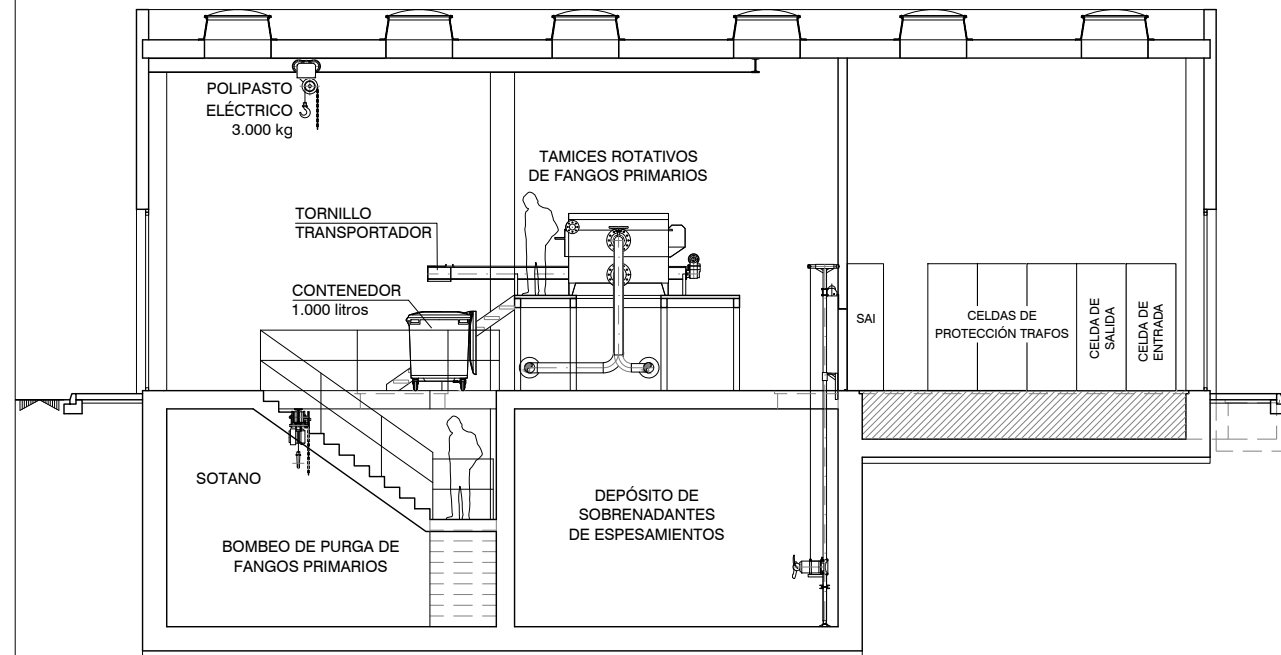 POLIPASTO
ELÉCTRICO
3.000 kg
TAMICES ROTATIVOS
DE FANGOS PRIMARIOS
TORNILLO
TRANSPORTADOR
CONTENEDOR
1.000 litros
SAI
CELDAS DE
PROTECCIÓN TRAFOS
CELDA DE
SALIDA
CELDA DE
ENTRADA
SOTANO
BOMBEO DE PURGA DE
FANGOS PRIMARIOS
DEPÓSITO DE
SOBRENADANTES
DE ESPESAMIENTOS